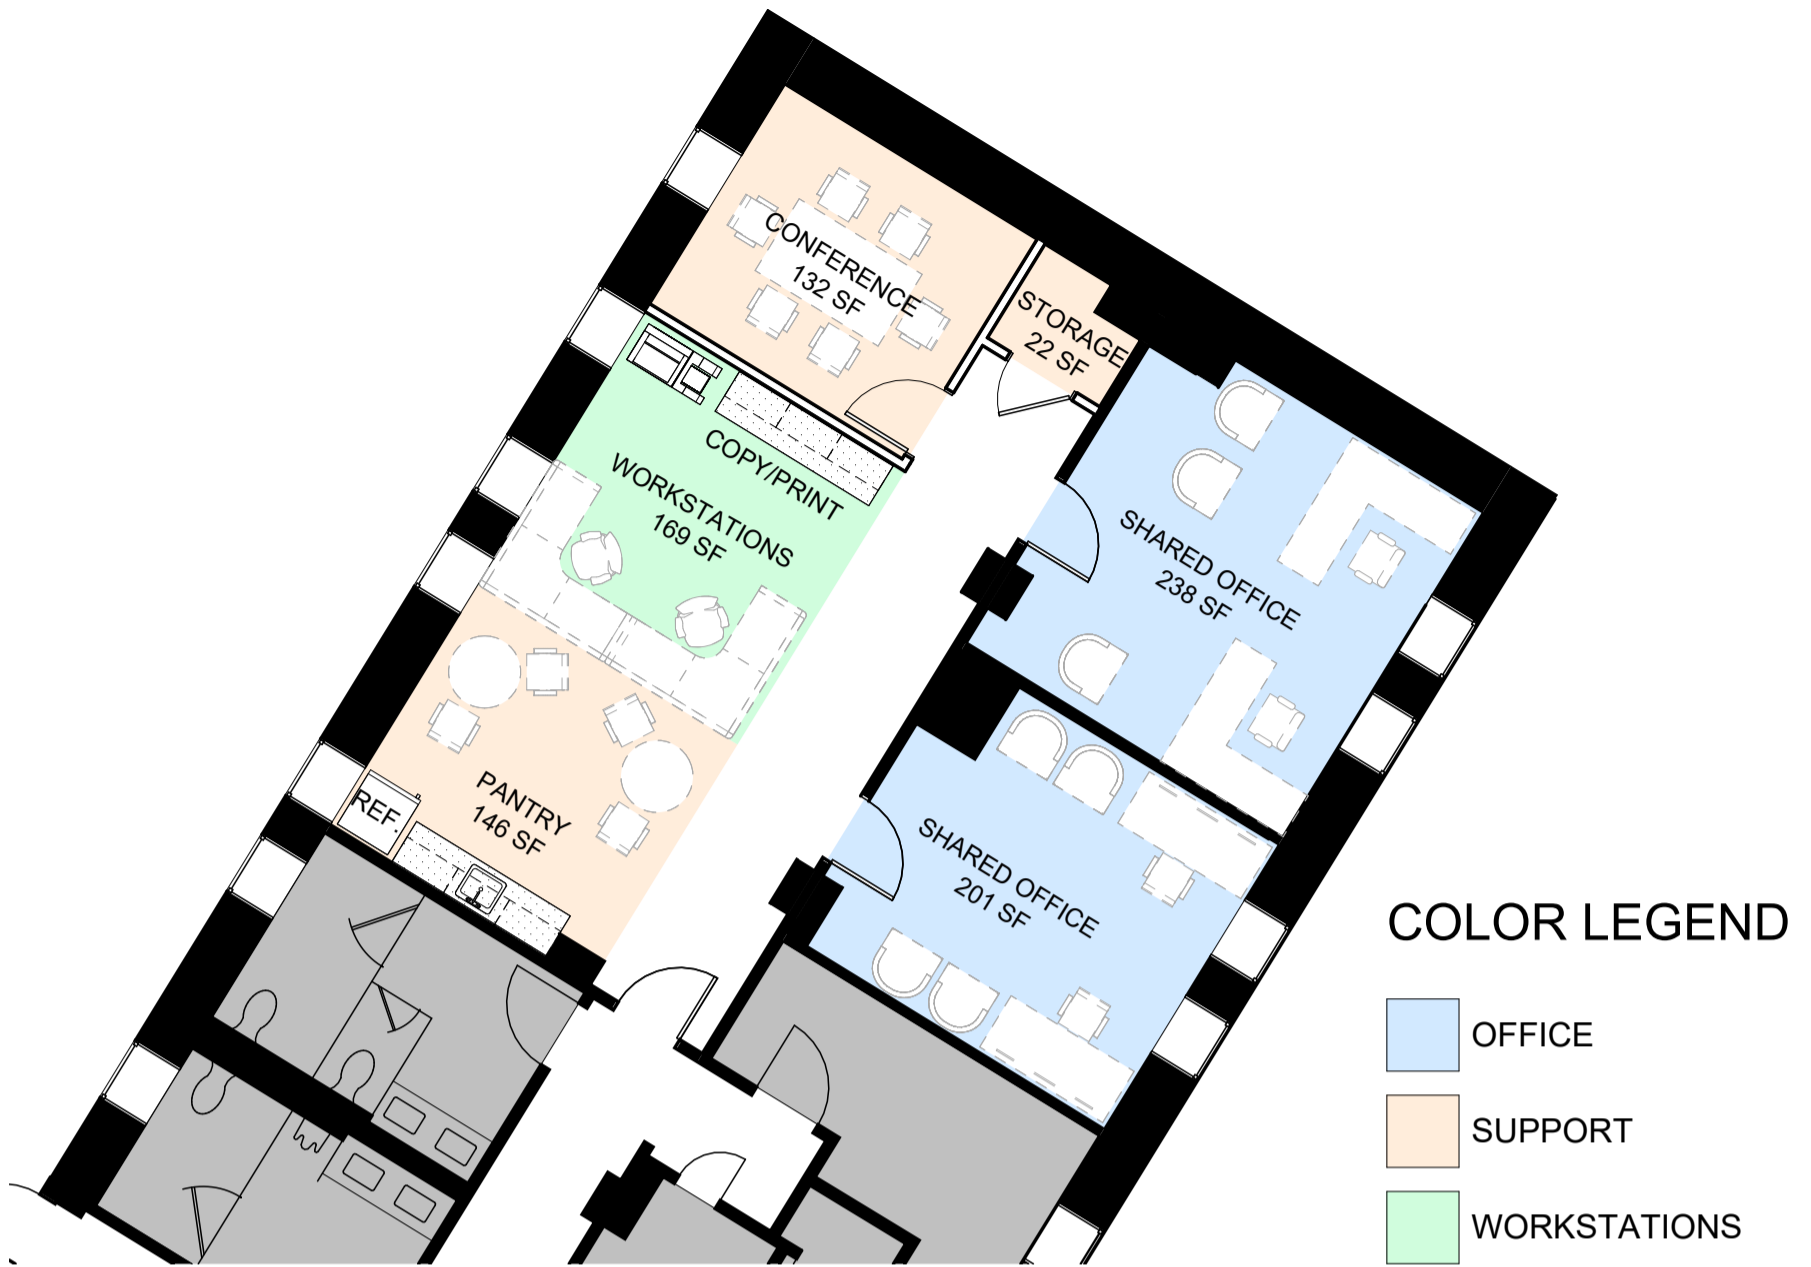 CONFERENCE
132 SF
STORAGE
22 SF
COPY/PRINT
WORKSTATIONS
169 SF
SHARED OFFICE
238 SF
PANTRY
146 SF
REF.
SHARED OFFICE
201 SF
COLOR LEGEND
OFFICE
SUPPORT
WORKSTATIONS